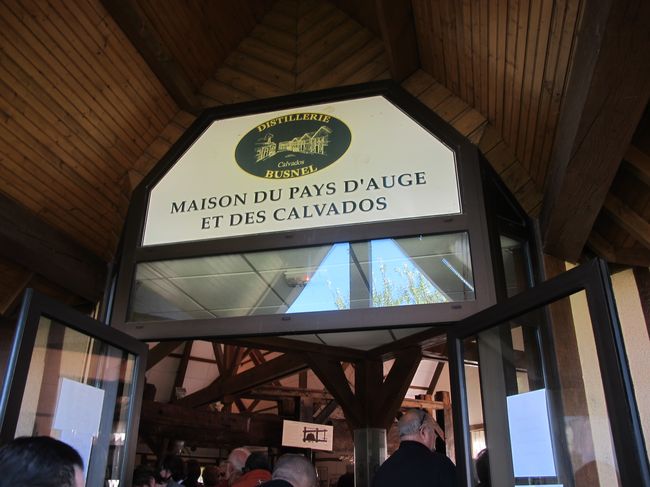 DISTILLERIE
Calvados
BUSNEL
MAISON DU PAYS D'AUGE
ET DES CALVADOS